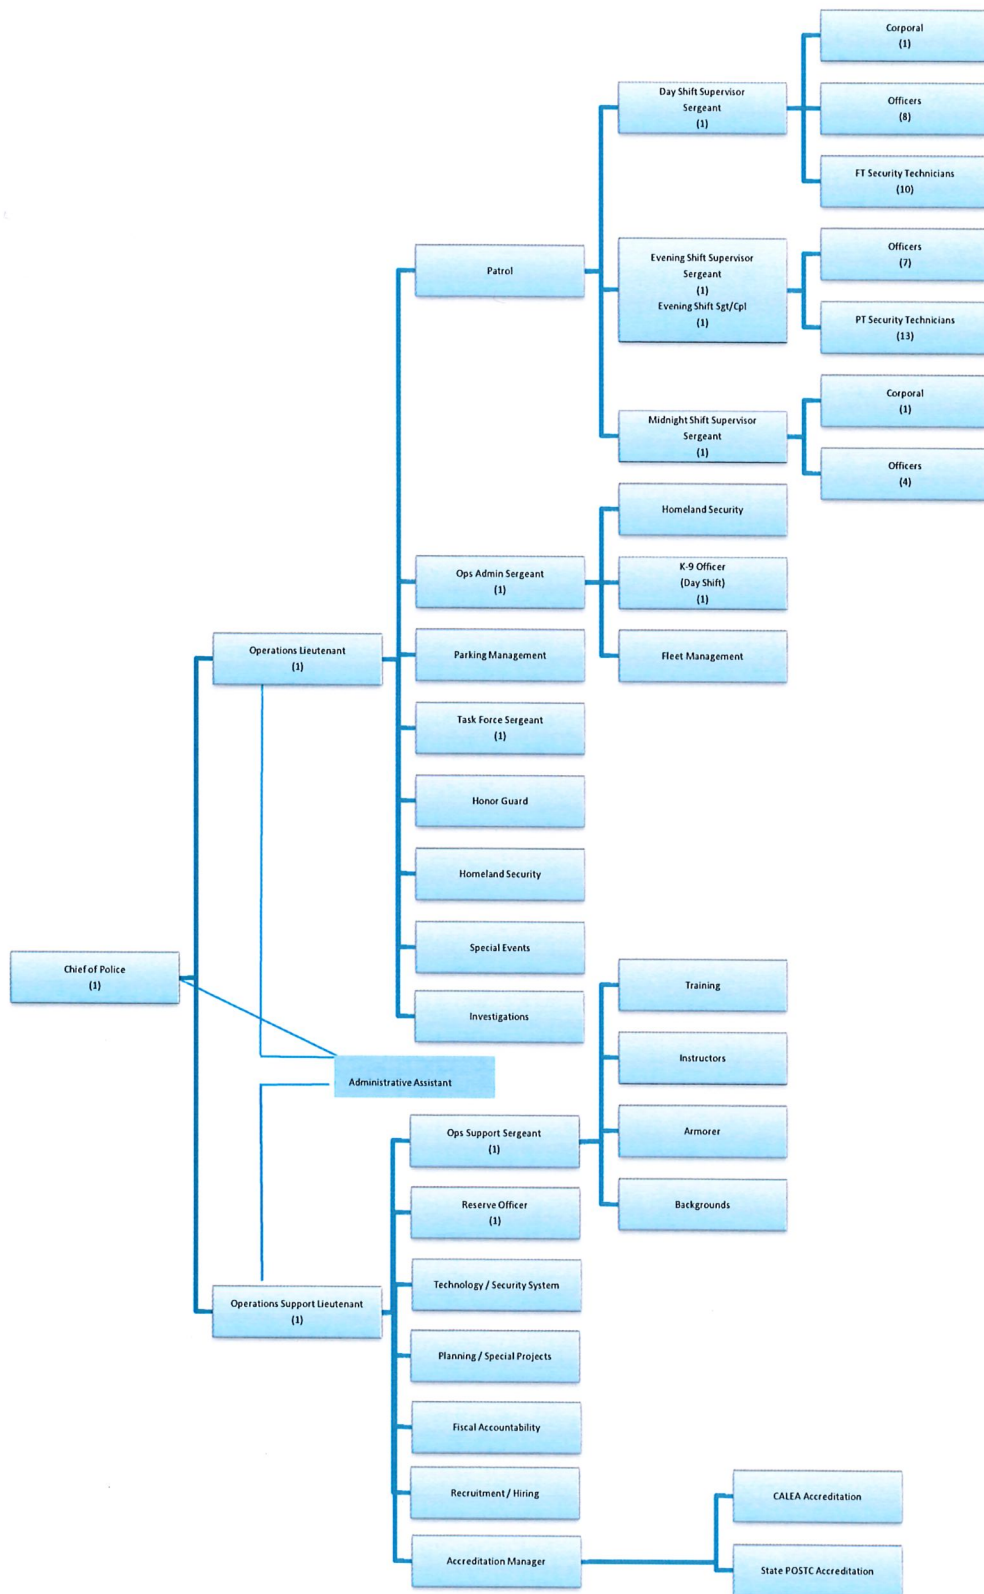 Corporal
(1)
Day Shift Supervisor
Sergeant
(1)
Officers
(8)
FT Security Technicians
(10)
Patrol
Evening Shift Supervisor
Sergeant
(1)
Evening Shift Sgt/Cpl
(1)
Officers
(7)
PT Security Technicians
(13)
Corporal
(1)
Midnight Shift Supervisor
Sergeant
(1)
Officers
(4)
Homeland Security
Ops Admin Sergeant
(1)
K-9 Officer
(Day Shift)
(1)
Operations Lieutenant
(1)
Parking Management
Fleet Management
Task Force Sergeant
(1)
Honor Guard
Homeland Security
Special Events
Chief of Police
(1)
Training
Investigations
Instructors
Administrative Assistant
Ops Support Sergeant
(1)
Armorer
Reserve Officer
(1)
Backgrounds
Technology / Security System
Operations Support Lieutenant
(1)
Planning / Special Projects
Fiscal Accountability
Recruitment / Hiring
CALEA Accreditation
Accreditation Manager
State POSTC Accreditation